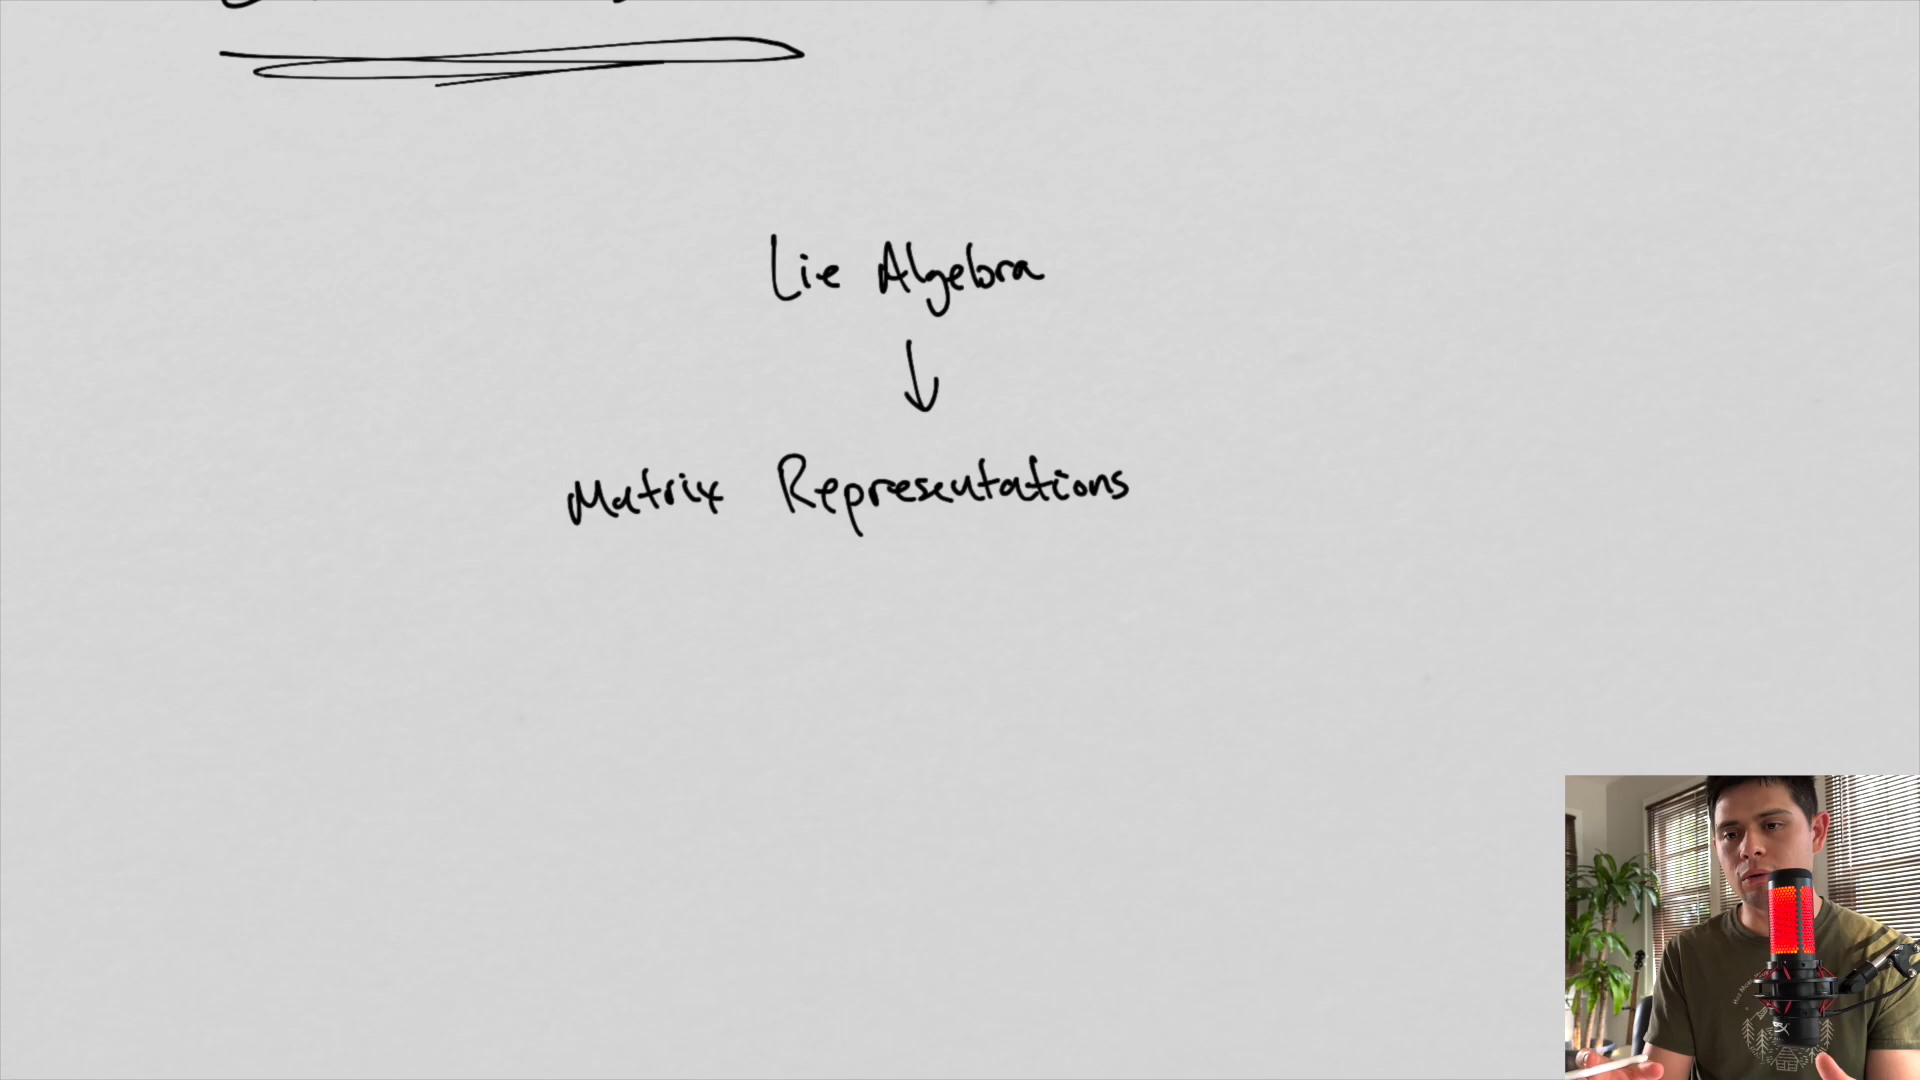 Lie Algebra
↓
Matrix Representations